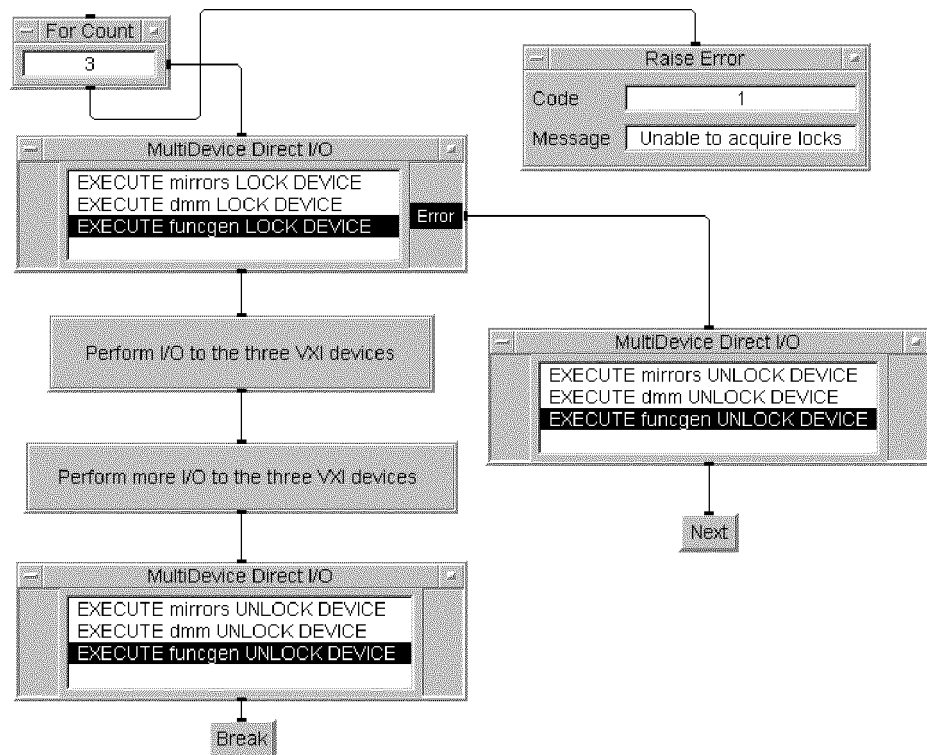 For Count
3
Raise Error
Code 1
Message Unable to acquire locks
MultiDevice Direct I/O
EXECUTE mirrors LOCK DEVICE
EXECUTE dmm LOCK DEVICE
EXECUTE funcgen LOCK DEVICE
Error
Perform I/O to the three VXI devices
MultiDevice Direct I/O
EXECUTE mirrors UNLOCK DEVICE
EXECUTE dmm UNLOCK DEVICE
EXECUTE funcgen UNLOCK DEVICE
Next
Perform more I/O to the three VXI devices
MultiDevice Direct I/O
EXECUTE mirrors UNLOCK DEVICE
EXECUTE dmm UNLOCK DEVICE
EXECUTE funcgen UNLOCK DEVICE
Break